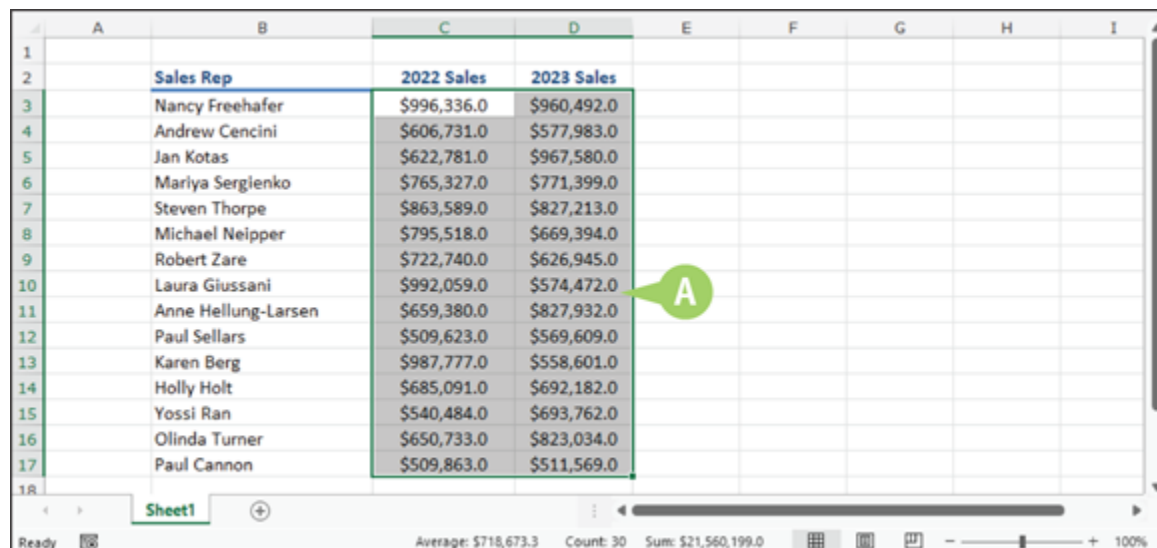 A B C D E F G H I
1
2 Sales Rep 2022 Sales 2023 Sales
3 Nancy Freehafer $996,336.0 $960,492.0
4 Andrew Cencini $606,731.0 $577,983.0
5 Jan Kotas $622,781.0 $967,580.0
6 Mariya Sergienko $765,327.0 $771,399.0
7 Steven Thorpe $863,589.0 $827,213.0
8 Michael Neipper $795,518.0 $669,394.0
9 Robert Zare $722,740.0 $626,945.0
10 Laura Giussani $992,059.0 $574,472.0 A
11 Anne Hellung-Larsen $659,380.0 $827,932.0
12 Paul Sellars $509,623.0 $569,609.0
13 Karen Berg $987,777.0 $558,601.0
14 Holly Holt $685,091.0 $692,182.0
15 Yossi Ran $540,484.0 $693,762.0
16 Olinda Turner $650,733.0 $823,034.0
17 Paul Cannon $509,863.0 $511,569.0
18
Sheet1
Ready Average: $718,673.3 Count: 30 Sum: $21,560,199.0 100%